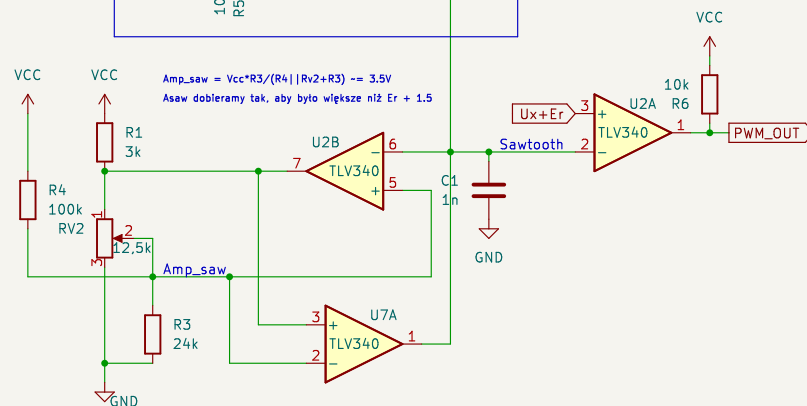 10
R5
VCC
VCC
VCC
Amp_saw = Vcc*R3/(R4||Rv2+R3) ~= 3.5V
Asaw dobieramy tak, aby było większe niż Er + 1.5
10k
R6
U2A
Ux+Er
3
+
TLV340
1
PWM_OUT
2
−
R1
3k
U2B
7
TLV340
−
6
+
5
Sawtooth
C1
1n
GND
R4
100k
RV2
1
2
12,5k
3
Amp_saw
R3
24k
U7A
3
+
TLV340
1
2
−
GND